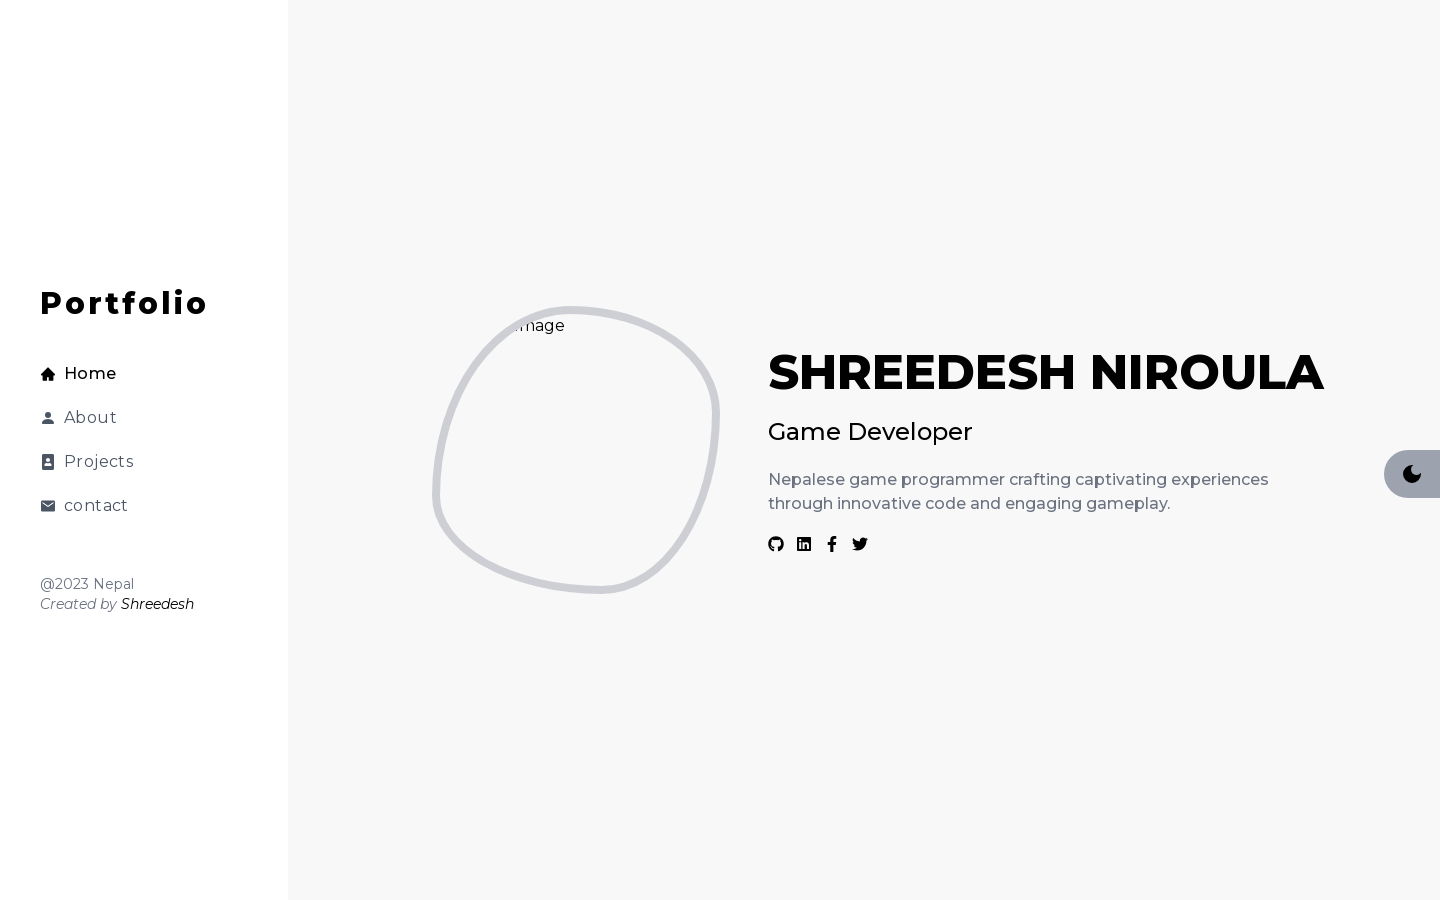 Portfolio
Home
About
Projects
contact
@2023 Nepal
Created by Shreedesh
SHREEDESH NIROULA
Game Developer
Nepalese game programmer crafting captivating experiences
through innovative code and engaging gameplay.